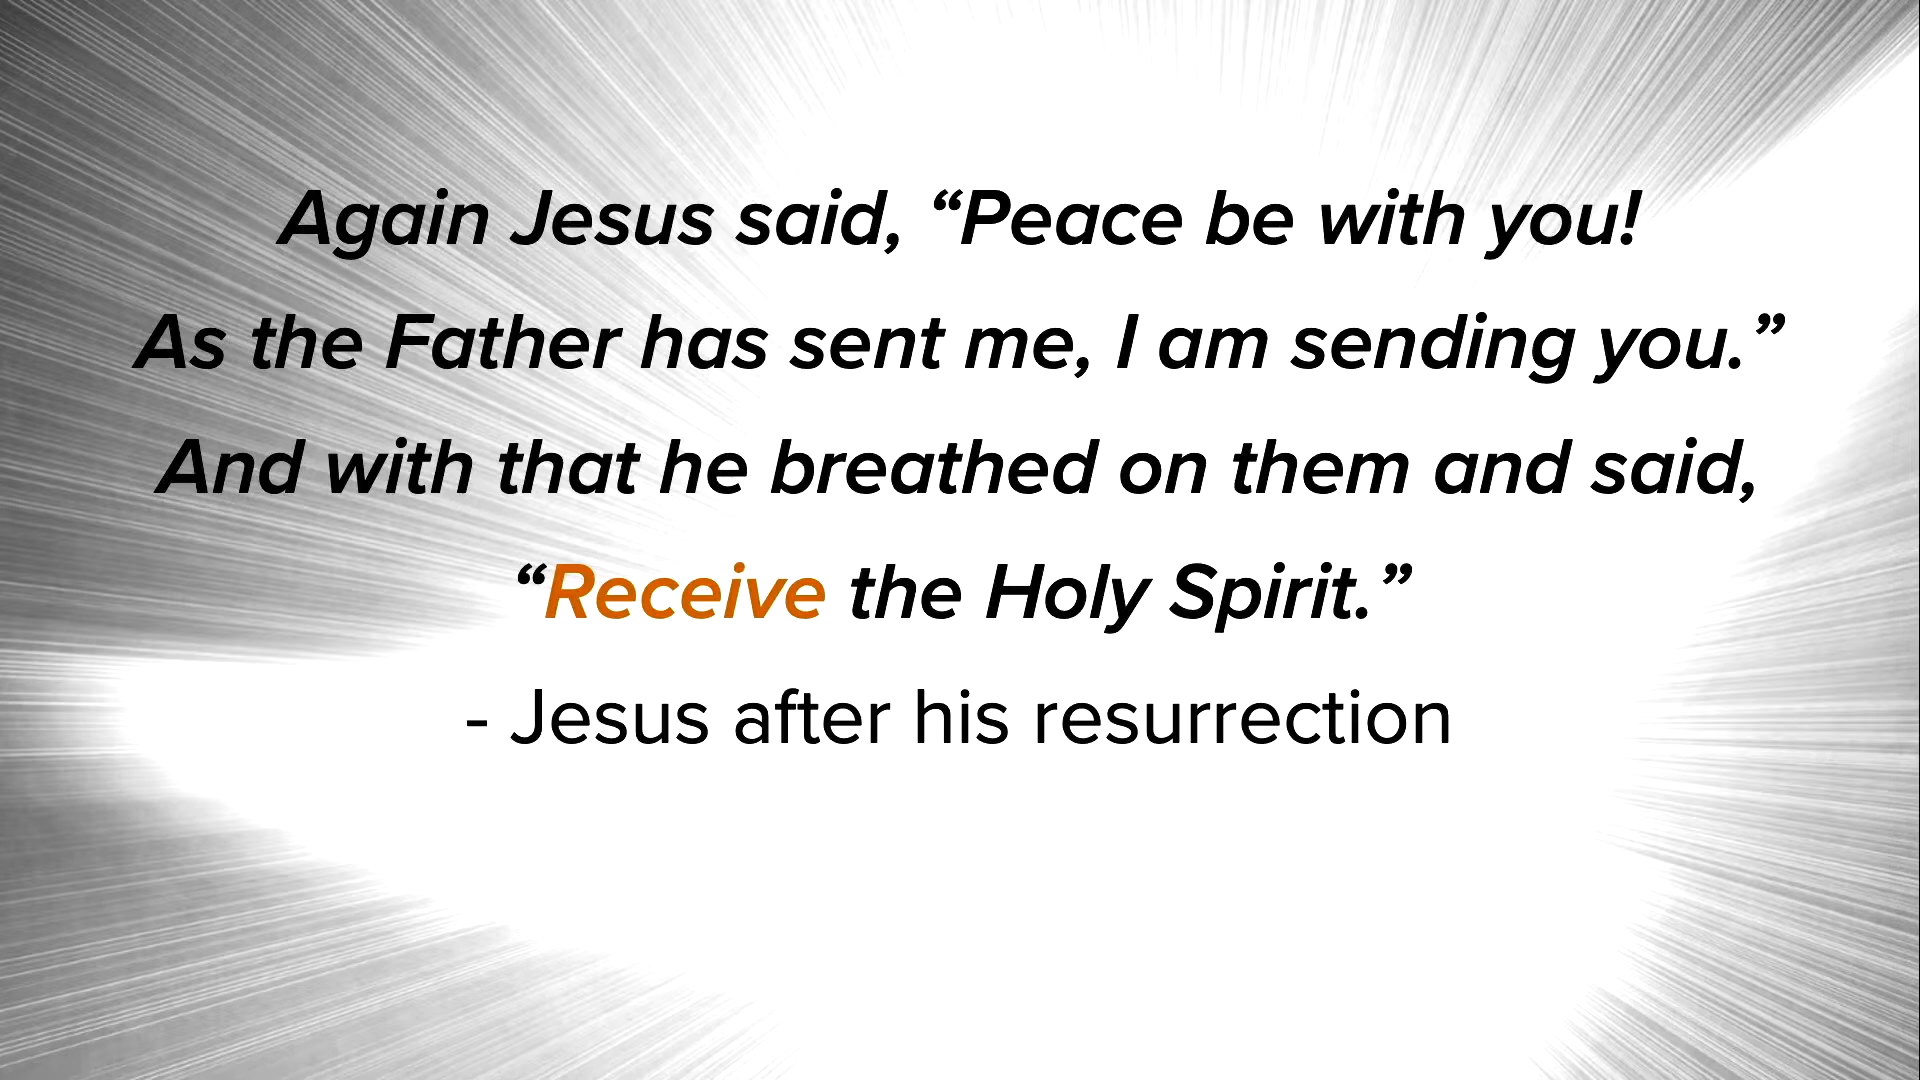 Again Jesus said, “Peace be with you!
As the Father has sent me, I am sending you.”
And with that he breathed on them and said,
“Receive the Holy Spirit.”
- Jesus after his resurrection